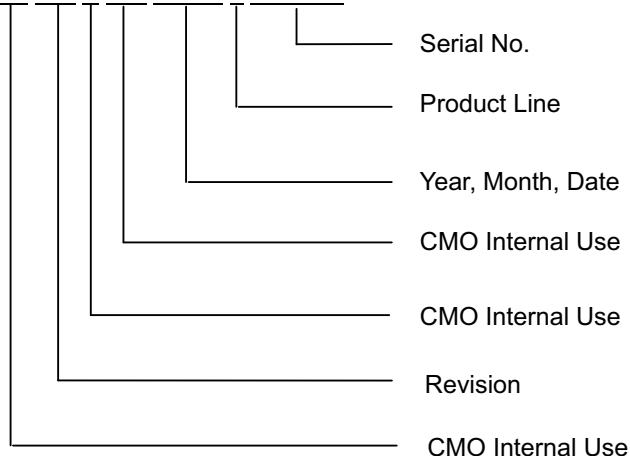 Serial No.
Product Line
Year, Month, Date
CMO Internal Use
CMO Internal Use
Revision
CMO Internal Use